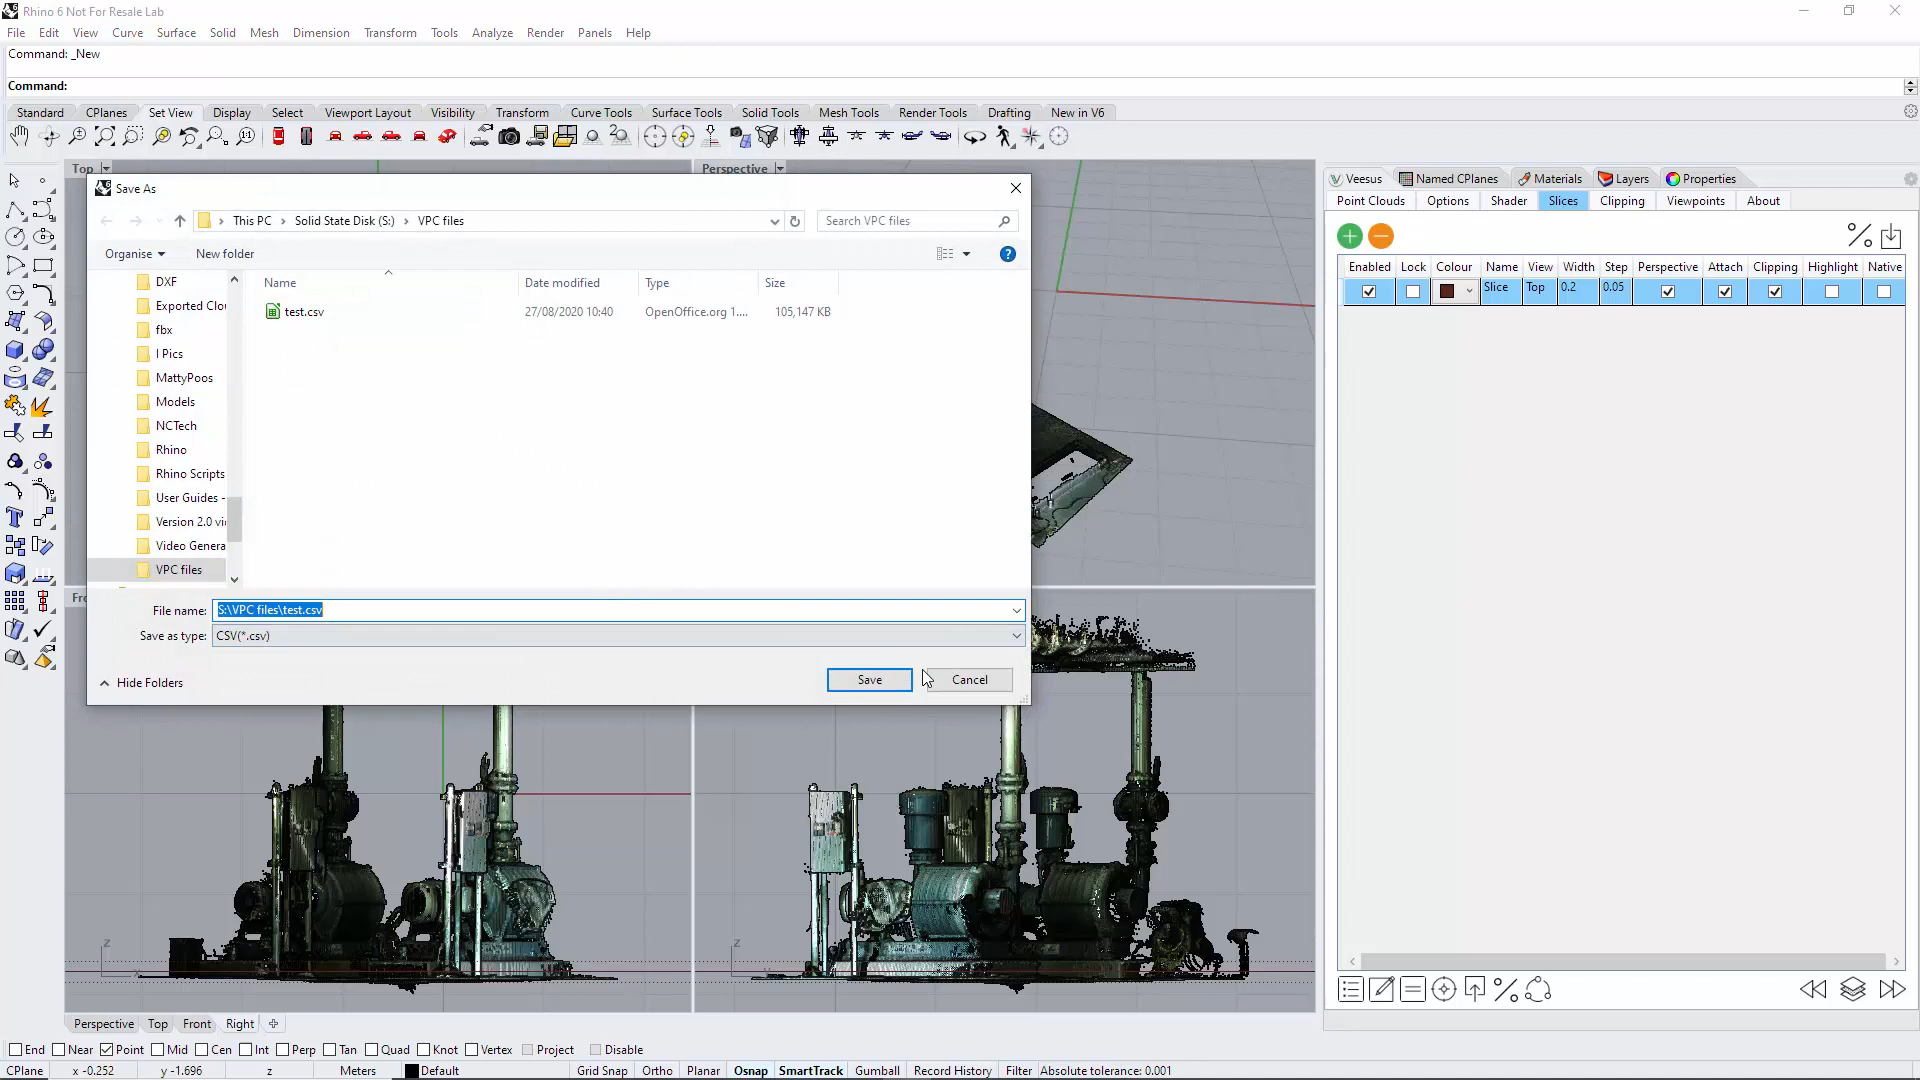 Rhino 6 Not For Resale Lab
File Edit View Curve Surface Solid Mesh Dimension Transform Tools Analyze Render Panels Help
Command: _New
Command:
Standard CPlanes Set View Display Select Viewport Layout Visibility Transform Curve Tools Surface Tools Solid Tools Mesh Tools Render Tools Drafting New in V6
Top Perspective
Save As
This PC Solid State Disk (S:) VPC files Search VPC files
Organise New folder
Name Date modified Type Size
test.csv 27/08/2020 10:40 OpenOffice.org 1.... 105,147 KB
DXF
Exported Clou
fbx
I Pics
MattyPoos
Models
NCTech
Rhino
Rhino Scripts
User Guides -
Version 2.0 vi
Video Genera
VPC files
File name: S:\VPC files\test.csv
Save as type: CSV(*.csv)
Hide Folders Save Cancel
Veesus Named CPlanes Materials Layers Properties
Point Clouds Options Shader Slices Clipping Viewpoints About
Enabled Lock Colour Name View Width Step Perspective Attach Clipping Highlight Native
Slice Top 0.2 0.05
Z
Z
Perspective Top Front Right
End Near Point Mid Cen Int Perp Tan Quad Knot Vertex Project Disable
CPlane x -0.252 y -1.696 z Meters Default Grid Snap Ortho Planar Osnap SmartTrack Gumball Record History Filter Absolute tolerance: 0.001